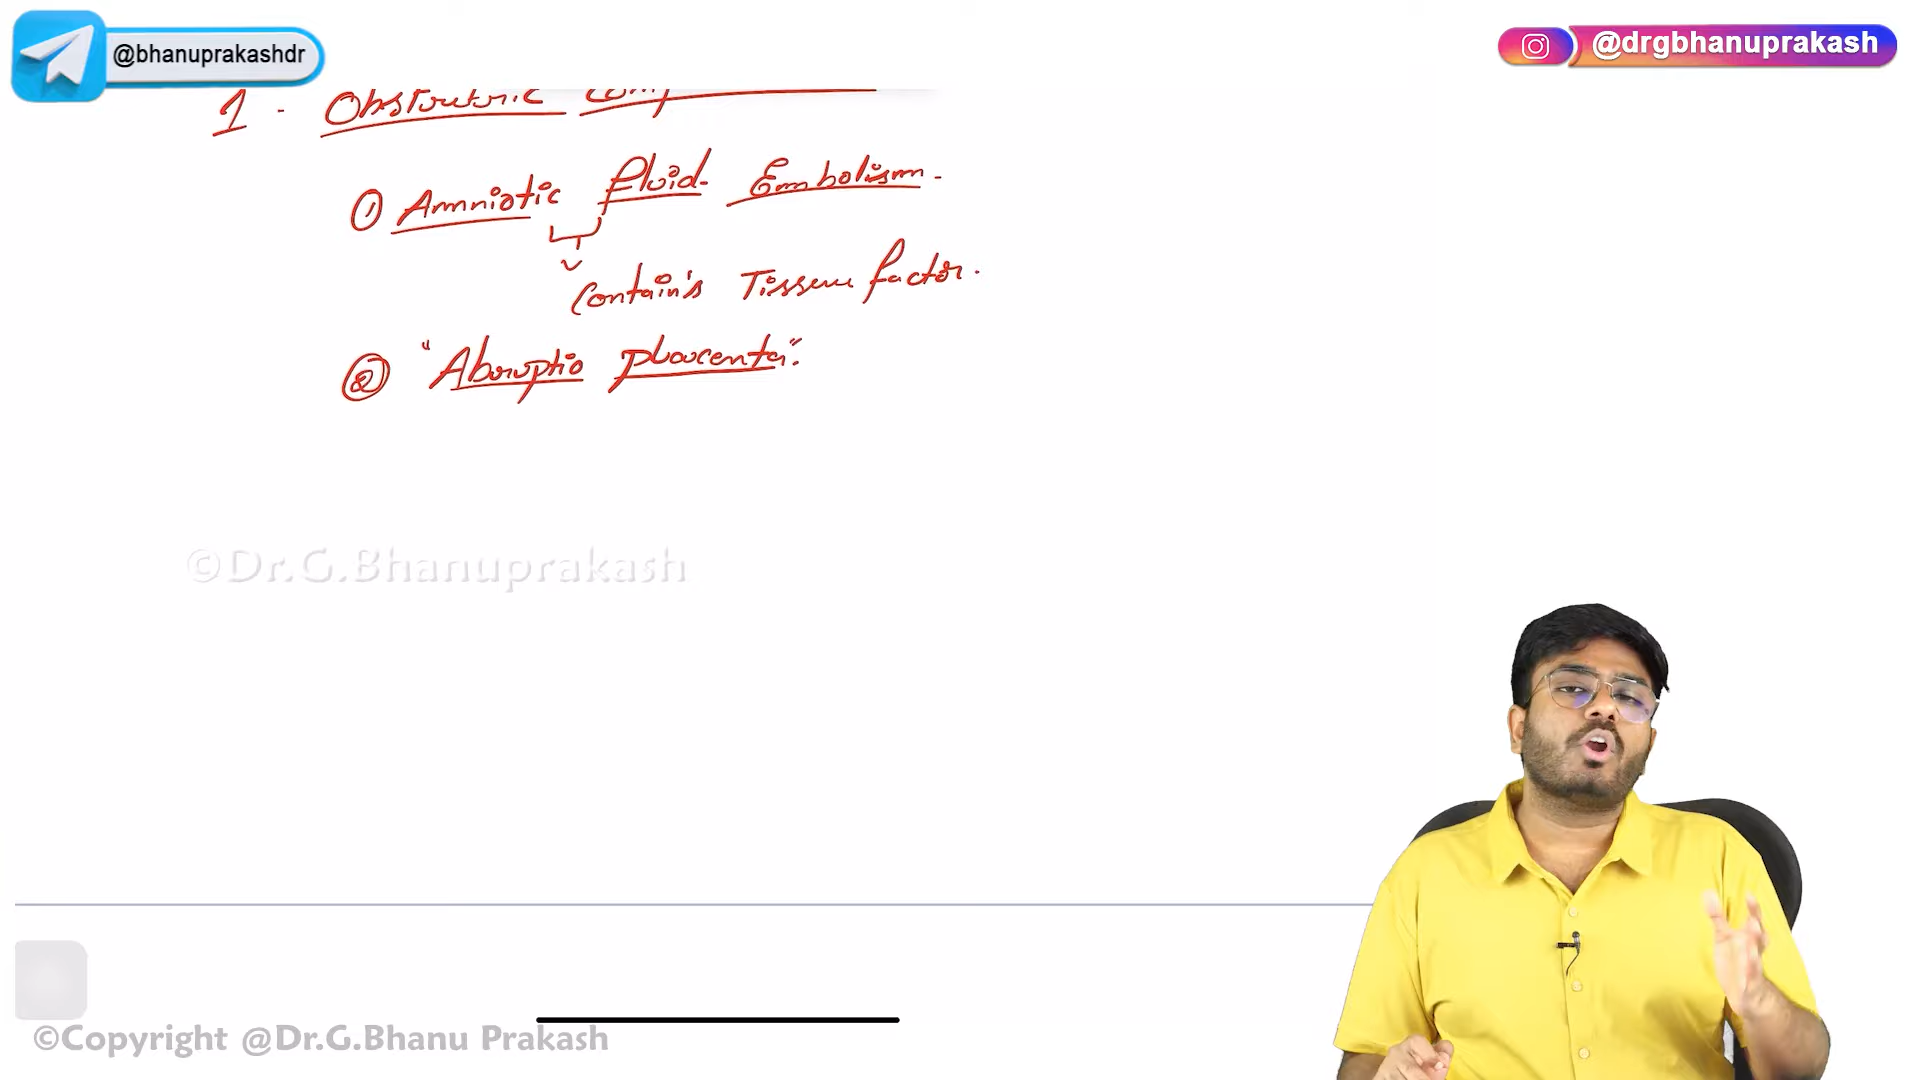 @bhanuprakashdr
@drgbhanuprakash
1 - Obstetric
① Amniotic fluid Embolism.
Contain's Tissue factor.
② "Abruptio placenta".
©Dr.G.Bhanuprakash
©Copyright @Dr.G.Bhanu Prakash